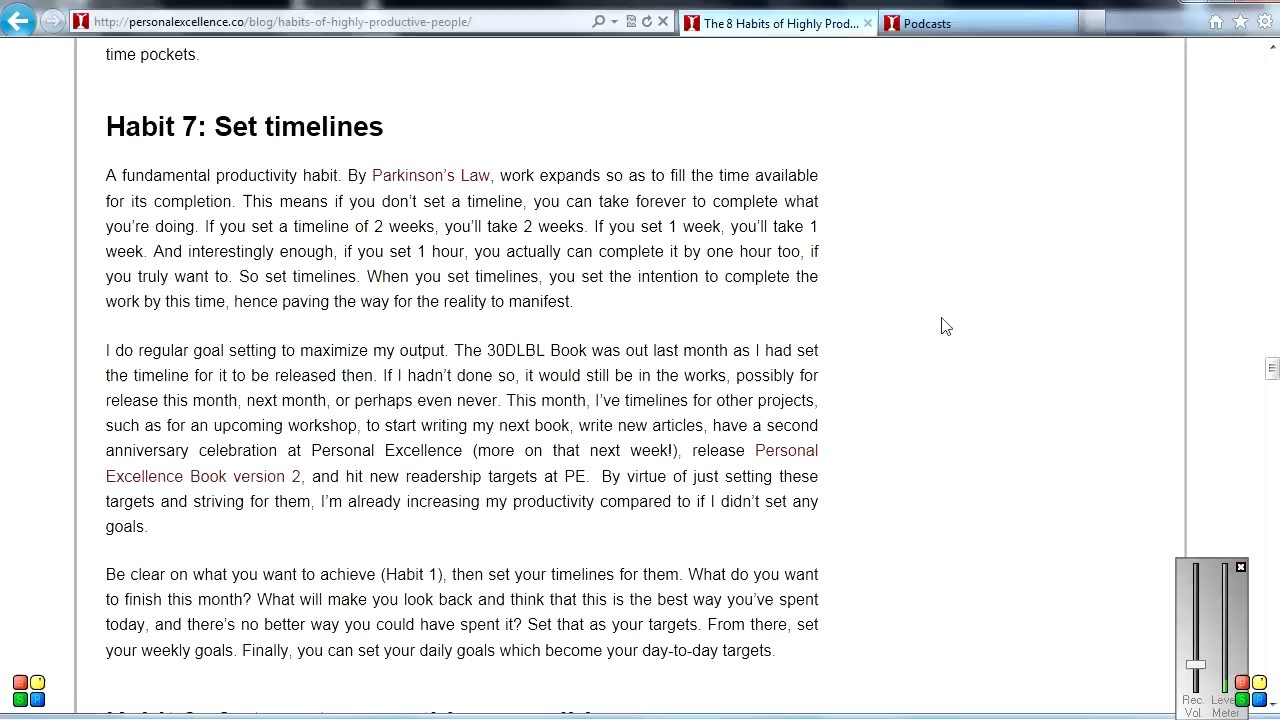 http://personalexcellence.co/blog/habits-of-highly-productive-people/
The 8 Habits of Highly Prod...
Podcasts
time pockets.
Habit 7: Set timelines
A fundamental productivity habit. By Parkinson's Law, work expands so as to fill the time available
for its completion. This means if you don't set a timeline, you can take forever to complete what
you're doing. If you set a timeline of 2 weeks, you'll take 2 weeks. If you set 1 week, you'll take 1
week. And interestingly enough, if you set 1 hour, you actually can complete it by one hour too, if
you truly want to. So set timelines. When you set timelines, you set the intention to complete the
work by this time, hence paving the way for the reality to manifest.
I do regular goal setting to maximize my output. The 30DLBL Book was out last month as I had set
the timeline for it to be released then. If I hadn't done so, it would still be in the works, possibly for
release this month, next month, or perhaps even never. This month, I've timelines for other projects,
such as for an upcoming workshop, to start writing my next book, write new articles, have a second
anniversary celebration at Personal Excellence (more on that next week!), release Personal
Excellence Book version 2, and hit new readership targets at PE. By virtue of just setting these
targets and striving for them, I'm already increasing my productivity compared to if I didn't set any
goals.
Be clear on what you want to achieve (Habit 1), then set your timelines for them. What do you want
to finish this month? What will make you look back and think that this is the best way you've spent
today, and there's no better way you could have spent it? Set that as your targets. From there, set
your weekly goals. Finally, you can set your daily goals which become your day-to-day targets.
Rec. Level
Vol. Meter